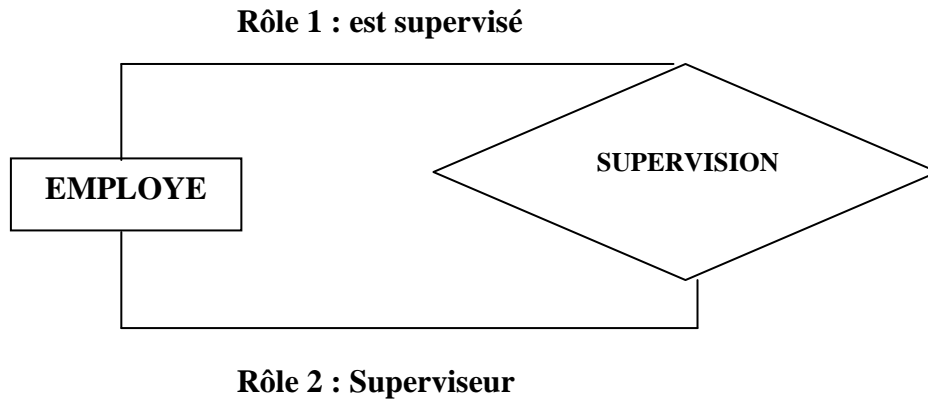 Rôle 1 : est supervisé
SUPERVISION
EMPLOYE
Rôle 2 : Superviseur